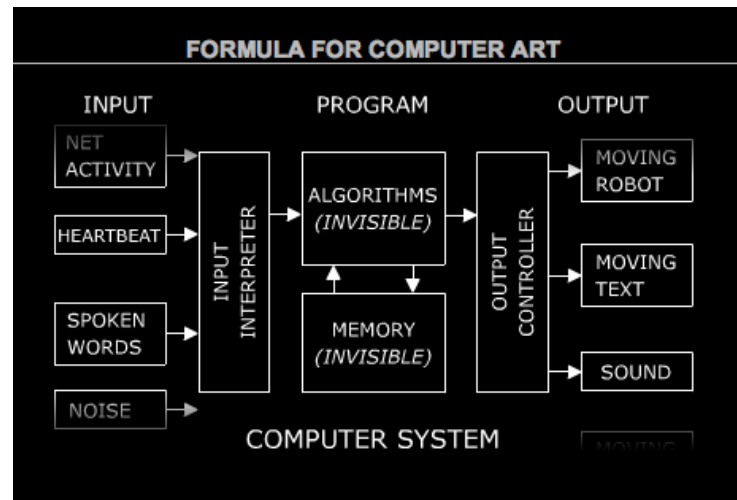 FORMULA FOR COMPUTER ART
INPUT
PROGRAM
OUTPUT
NET
ACTIVITY
HEARTBEAT
SPOKEN
WORDS
NOISE
INPUT
INTERPRETER
ALGORITHMS
(INVISIBLE)
MEMORY
(INVISIBLE)
OUTPUT
CONTROLLER
MOVING
ROBOT
MOVING
TEXT
SOUND
MOVING
COMPUTER SYSTEM